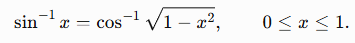 sin⁻¹ x = cos⁻¹ √(1 − x²),  0 ≤ x ≤ 1.